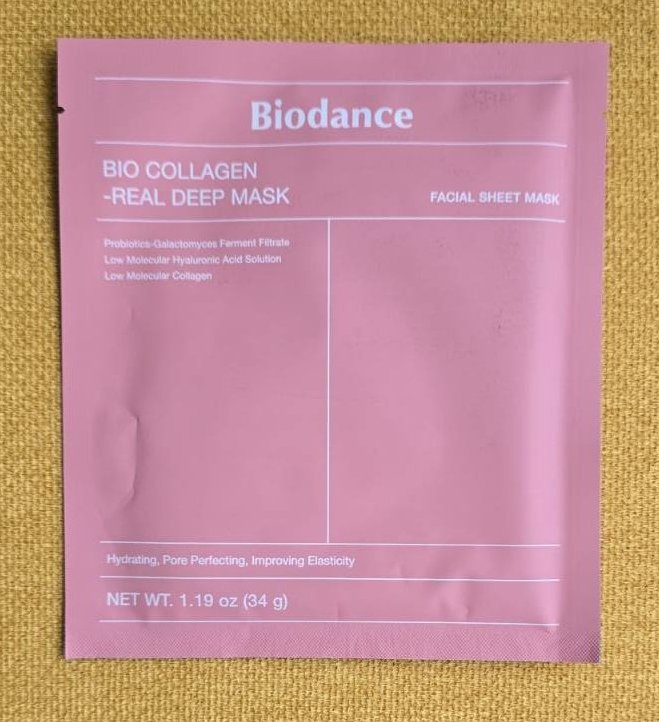 Biodance
BIO COLLAGEN
-REAL DEEP MASK
FACIAL SHEET MASK
Probiotics-Galactomyces Ferment Filtrate
Low Molecular Hyaluronic Acid Solution
Low Molecular Collagen
Hydrating, Pore Perfecting, Improving Elasticity
NET WT. 1.19 oz (34 g)